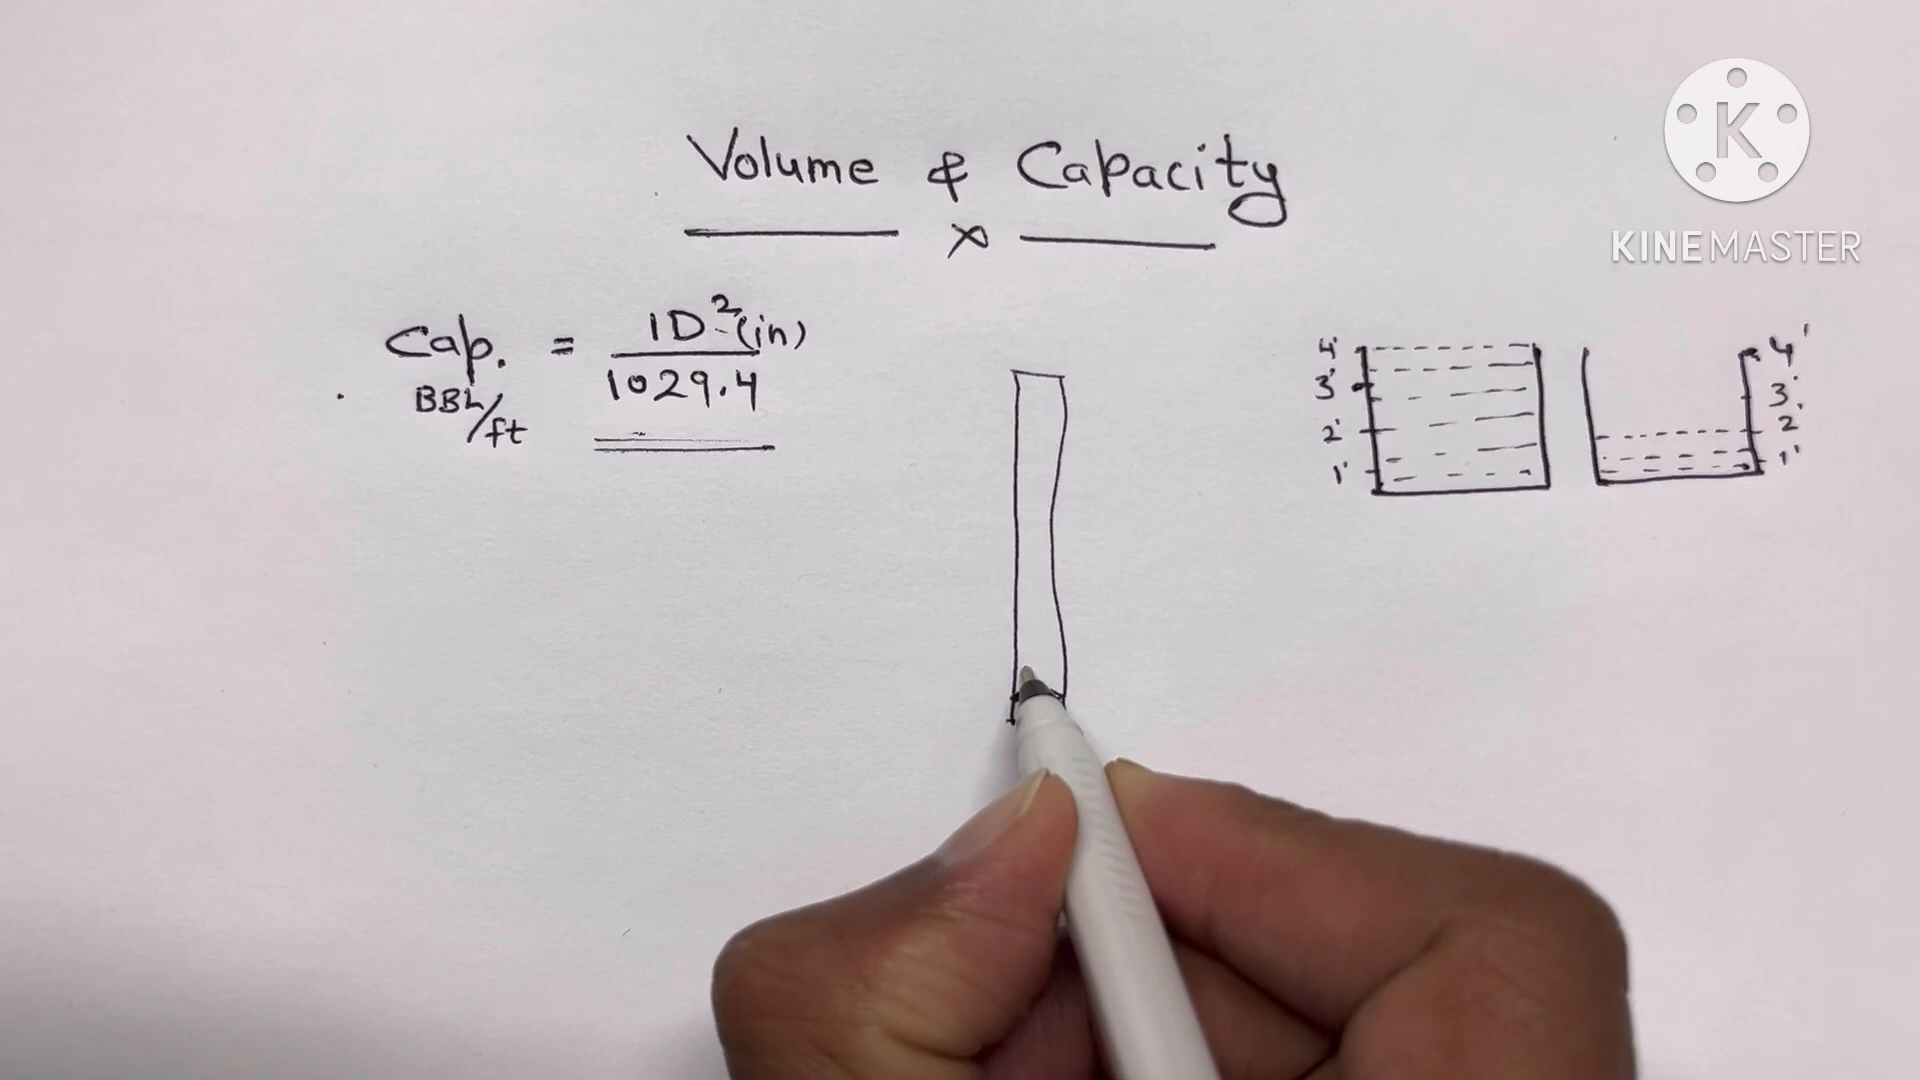 Volume & Capacity
Cap. = ID²(in)
1029.4
BBL/ft
4'
3'
2'
1'
4'
3'
2'
1'
K
KINEMASTER